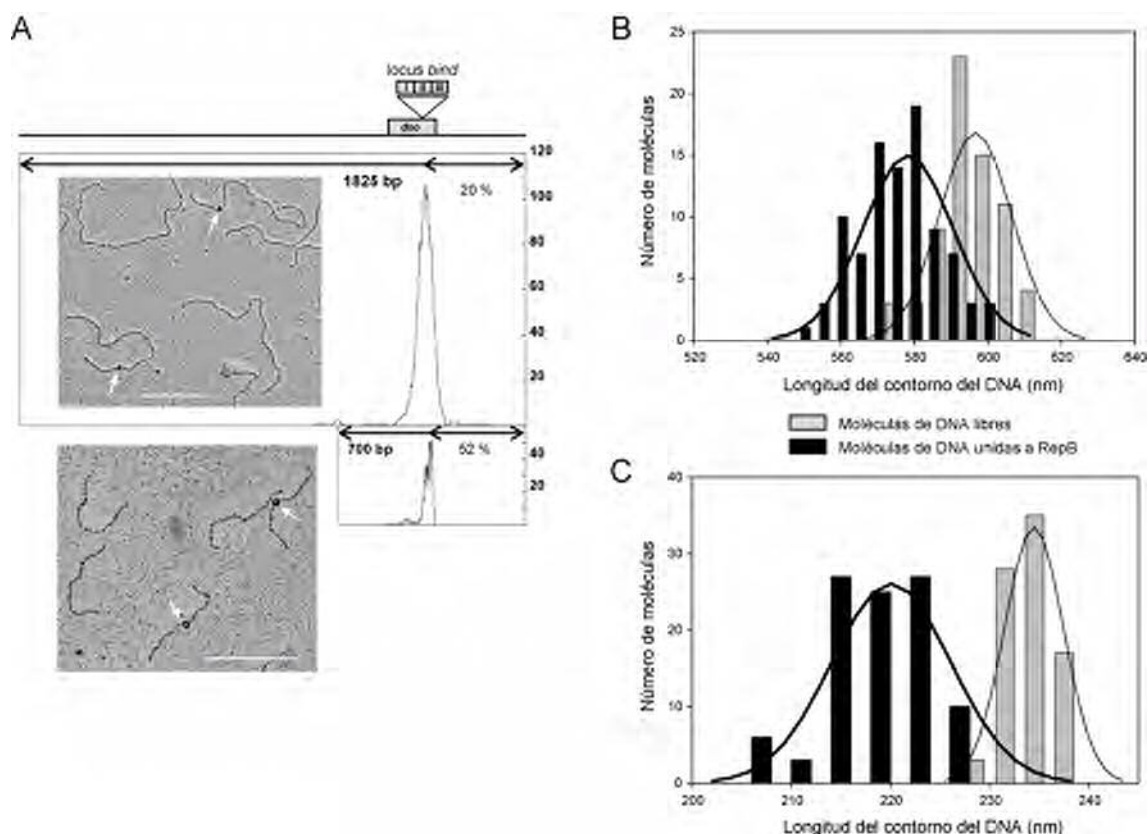 A
locus bind
I II III
dso
120
1825 bp
20 %
100
80
60
40
20
700 bp
52 %
40
20
B
Número de moléculas
25
20
15
10
5
0
520 540 560 580 600 620 640
Longitud del contorno del DNA (nm)
Moléculas de DNA libres
Moléculas de DNA unidas a RepB
C
Número de moléculas
40
30
20
10
0
200 210 220 230 240
Longitud del contorno del DNA (nm)